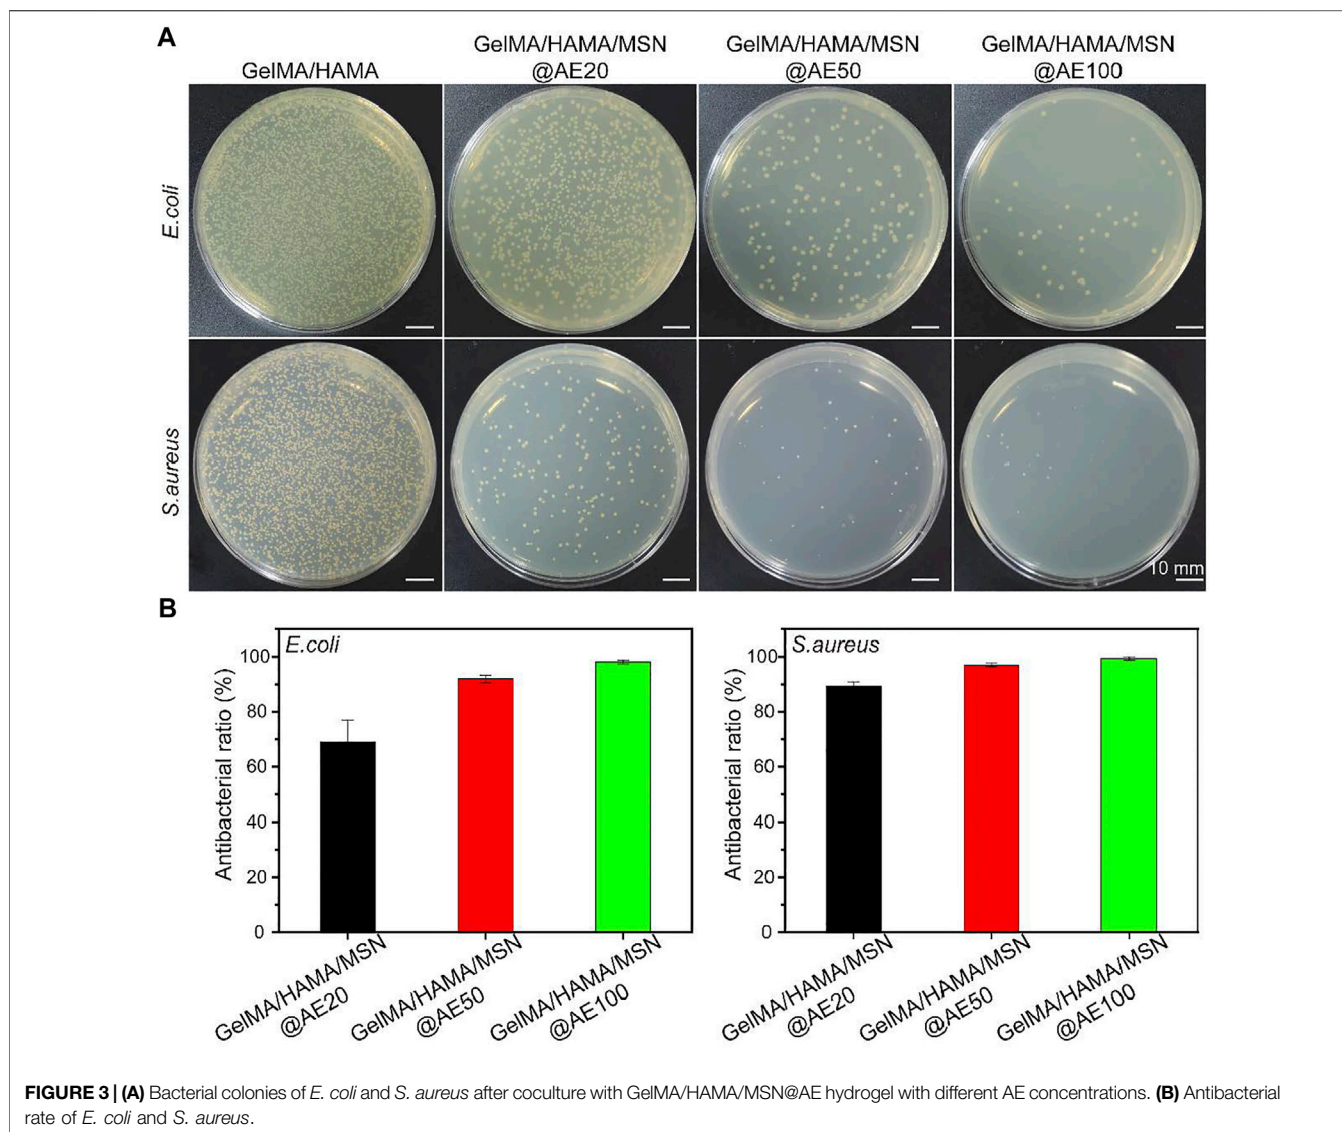 A
GelMA/HAMA
GelMA/HAMA/MSN
@AE20
GelMA/HAMA/MSN
@AE50
GelMA/HAMA/MSN
@AE100
E.coli
S.aureus
10 mm
B
E.coli
Antibacterial ratio (%)
100
80
60
40
20
0
GelMA/HAMA/MSN
@AE20
GelMA/HAMA/MSN
@AE50
GelMA/HAMA/MSN
@AE100
S.aureus
Antibacterial ratio (%)
100
80
60
40
20
0
GelMA/HAMA/MSN
@AE20
GelMA/HAMA/MSN
@AE50
GelMA/HAMA/MSN
@AE100
FIGURE 3 | (A) Bacterial colonies of E. coli and S. aureus after coculture with GelMA/HAMA/MSN@AE hydrogel with different AE concentrations. (B) Antibacterial
rate of E. coli and S. aureus.